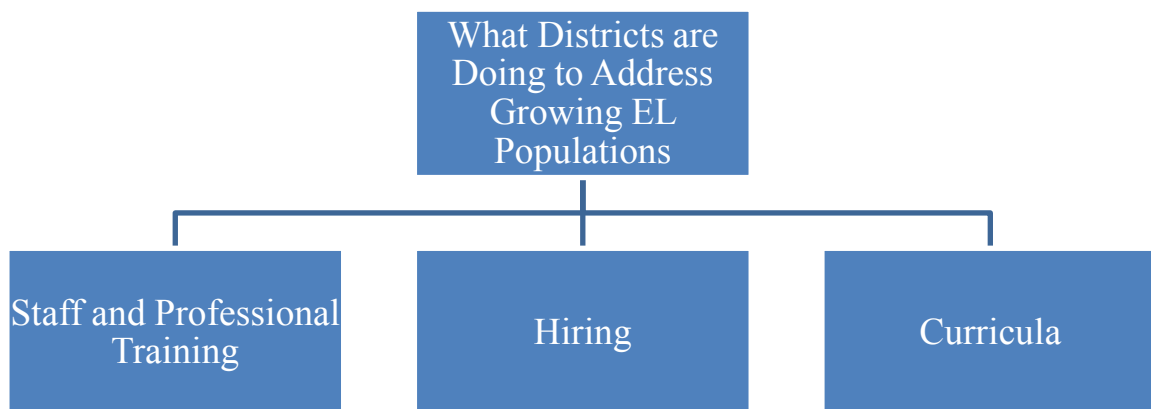 What Districts are
Doing to Address
Growing EL
Populations
Staff and Professional
Training
Hiring
Curricula